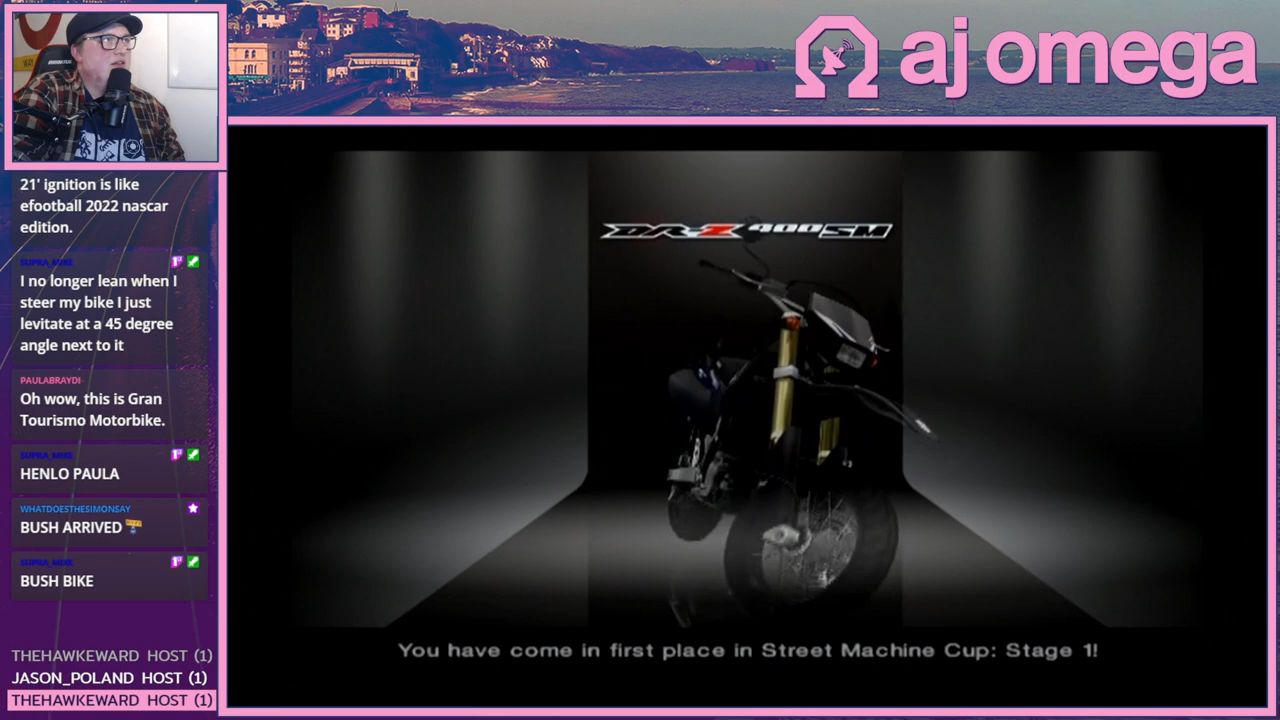 aj omega
21' ignition is like
efootball 2022 nascar
edition.
SUPRA_MIKE
I no longer lean when I
steer my bike I just
levitate at a 45 degree
angle next to it
PAULABRAYDI
Oh wow, this is Gran
Tourismo Motorbike.
SUPRA_MIKE
HENLO PAULA
WHATDOESTHESIMONSAY
BUSH ARRIVED
SUPRA_MIKE
BUSH BIKE
THEHAWKEWARD HOST (1)
JASON_POLAND HOST (1)
THEHAWKEWARD HOST (1)
DR-Z 400SM
You have come in first place in Street Machine Cup: Stage 1!